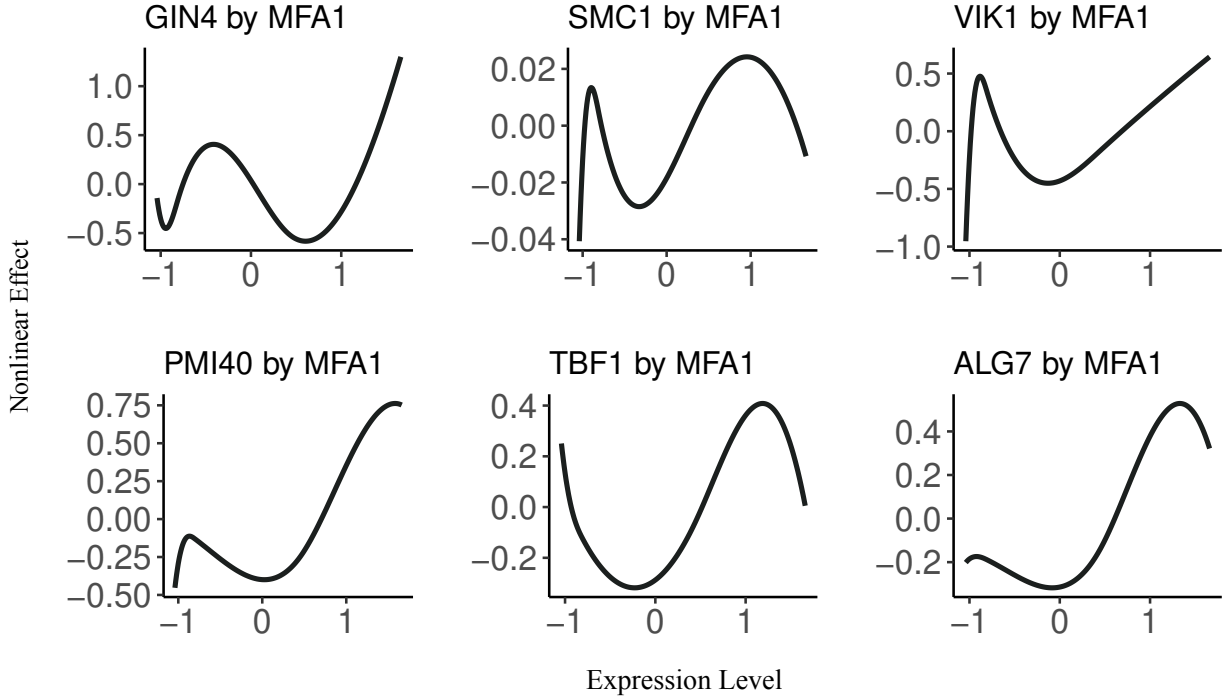 GIN4 by MFA1
1.0
0.5
0.0
−0.5
−1 0 1
SMC1 by MFA1
0.02
0.00
−0.02
−0.04
−1 0 1
VIK1 by MFA1
0.5
0.0
−0.5
−1.0
−1 0 1
Nonlinear Effect
PMI40 by MFA1
0.75
0.50
0.25
0.00
−0.25
−0.50
−1 0 1
TBF1 by MFA1
0.4
0.2
0.0
−0.2
−1 0 1
ALG7 by MFA1
0.4
0.2
0.0
−0.2
−1 0 1
Expression Level